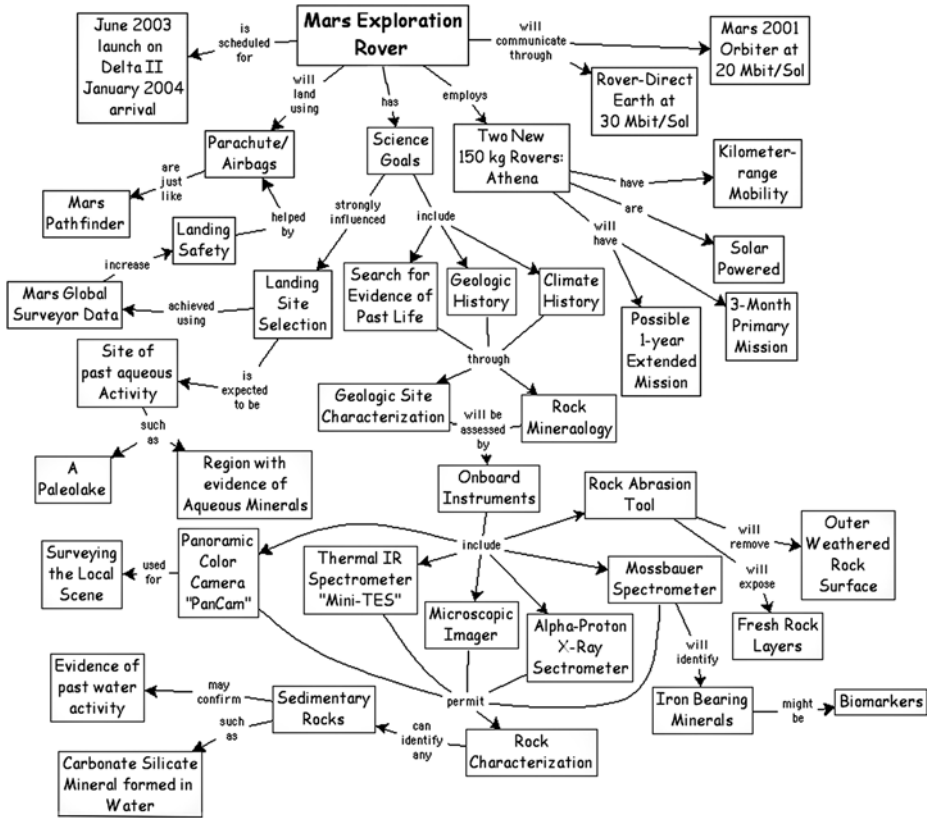 Mars Exploration
Rover
is
scheduled
for
June 2003
launch on
Delta II
January 2004
arrival
will
communicate
through
Mars 2001
Orbiter at
20 Mbit/Sol
Rover-Direct
Earth at
30 Mbit/Sol
will
land
using
has
employs
Parachute/
Airbags
Science
Goals
Two New
150 kg Rovers:
Athena
are
just
like
Mars
Pathfinder
helped
by
Landing
Safety
increase
Mars Global
Surveyor Data
achieved
using
strongly
influenced
Landing
Site
Selection
include
Search for
Evidence of
Past Life
Geologic
History
Climate
History
have
Kilometer-
range
Mobility
are
Solar
Powered
will
have
3-Month
Primary
Mission
Possible
1-year
Extended
Mission
is
expected
to be
Site of
past aqueous
Activity
such
as
A
Paleolake
Region with
evidence of
Aqueous Minerals
through
Geologic Site
Characterization
Rock
Mineraology
will be
assessed
by
Onboard
Instruments
include
Rock Abrasion
Tool
will
remove
Outer
Weathered
Rock
Surface
will
expose
Fresh Rock
Layers
Panoramic
Color
Camera
"PanCam"
used
for
Surveying
the Local
Scene
Thermal IR
Spectrometer
"Mini-TES"
Microscopic
Imager
Alpha-Proton
X-Ray
Sectrometer
Mossbauer
Spectrometer
will
identify
Iron Bearing
Minerals
might
be
Biomarkers
permit
Rock
Characterization
can
identify
any
Sedimentary
Rocks
may
confirm
Evidence of
past water
activity
such
as
Carbonate Silicate
Mineral formed in
Water